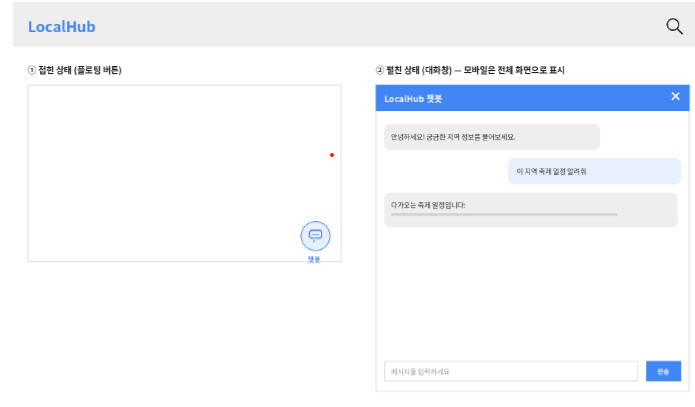 LocalHub
① 접힌 상태 (플로팅 버튼)
챗봇
② 펼친 상태 (대화창) — 모바일은 전체 화면으로 표시
LocalHub 챗봇
안녕하세요! 궁금한 지역 정보를 물어보세요.
이 지역 축제 일정 알려줘
다가오는 축제 일정입니다:
메시지를 입력하세요
전송